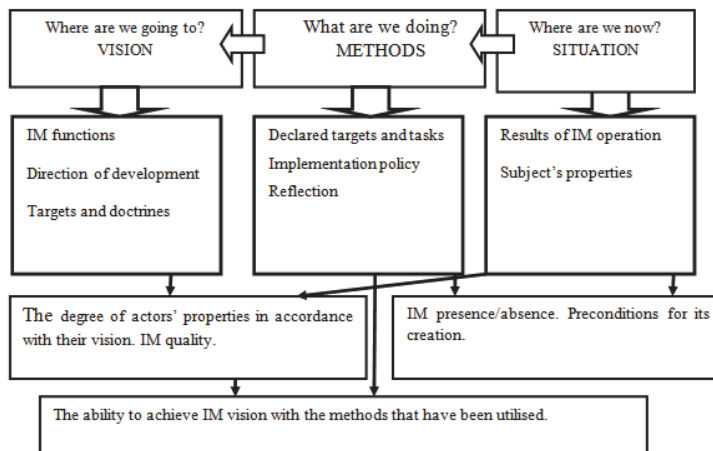 Where are we going to?
VISION
What are we doing?
METHODS
Where are we now?
SITUATION
IM functions
Direction of development
Targets and doctrines
Declared targets and tasks
Implementation policy
Reflection
Results of IM operation
Subject's properties
The degree of actors' properties in accordance
with their vision. IM quality.
IM presence/absence. Preconditions for its
creation.
The ability to achieve IM vision with the methods that have been utilised.